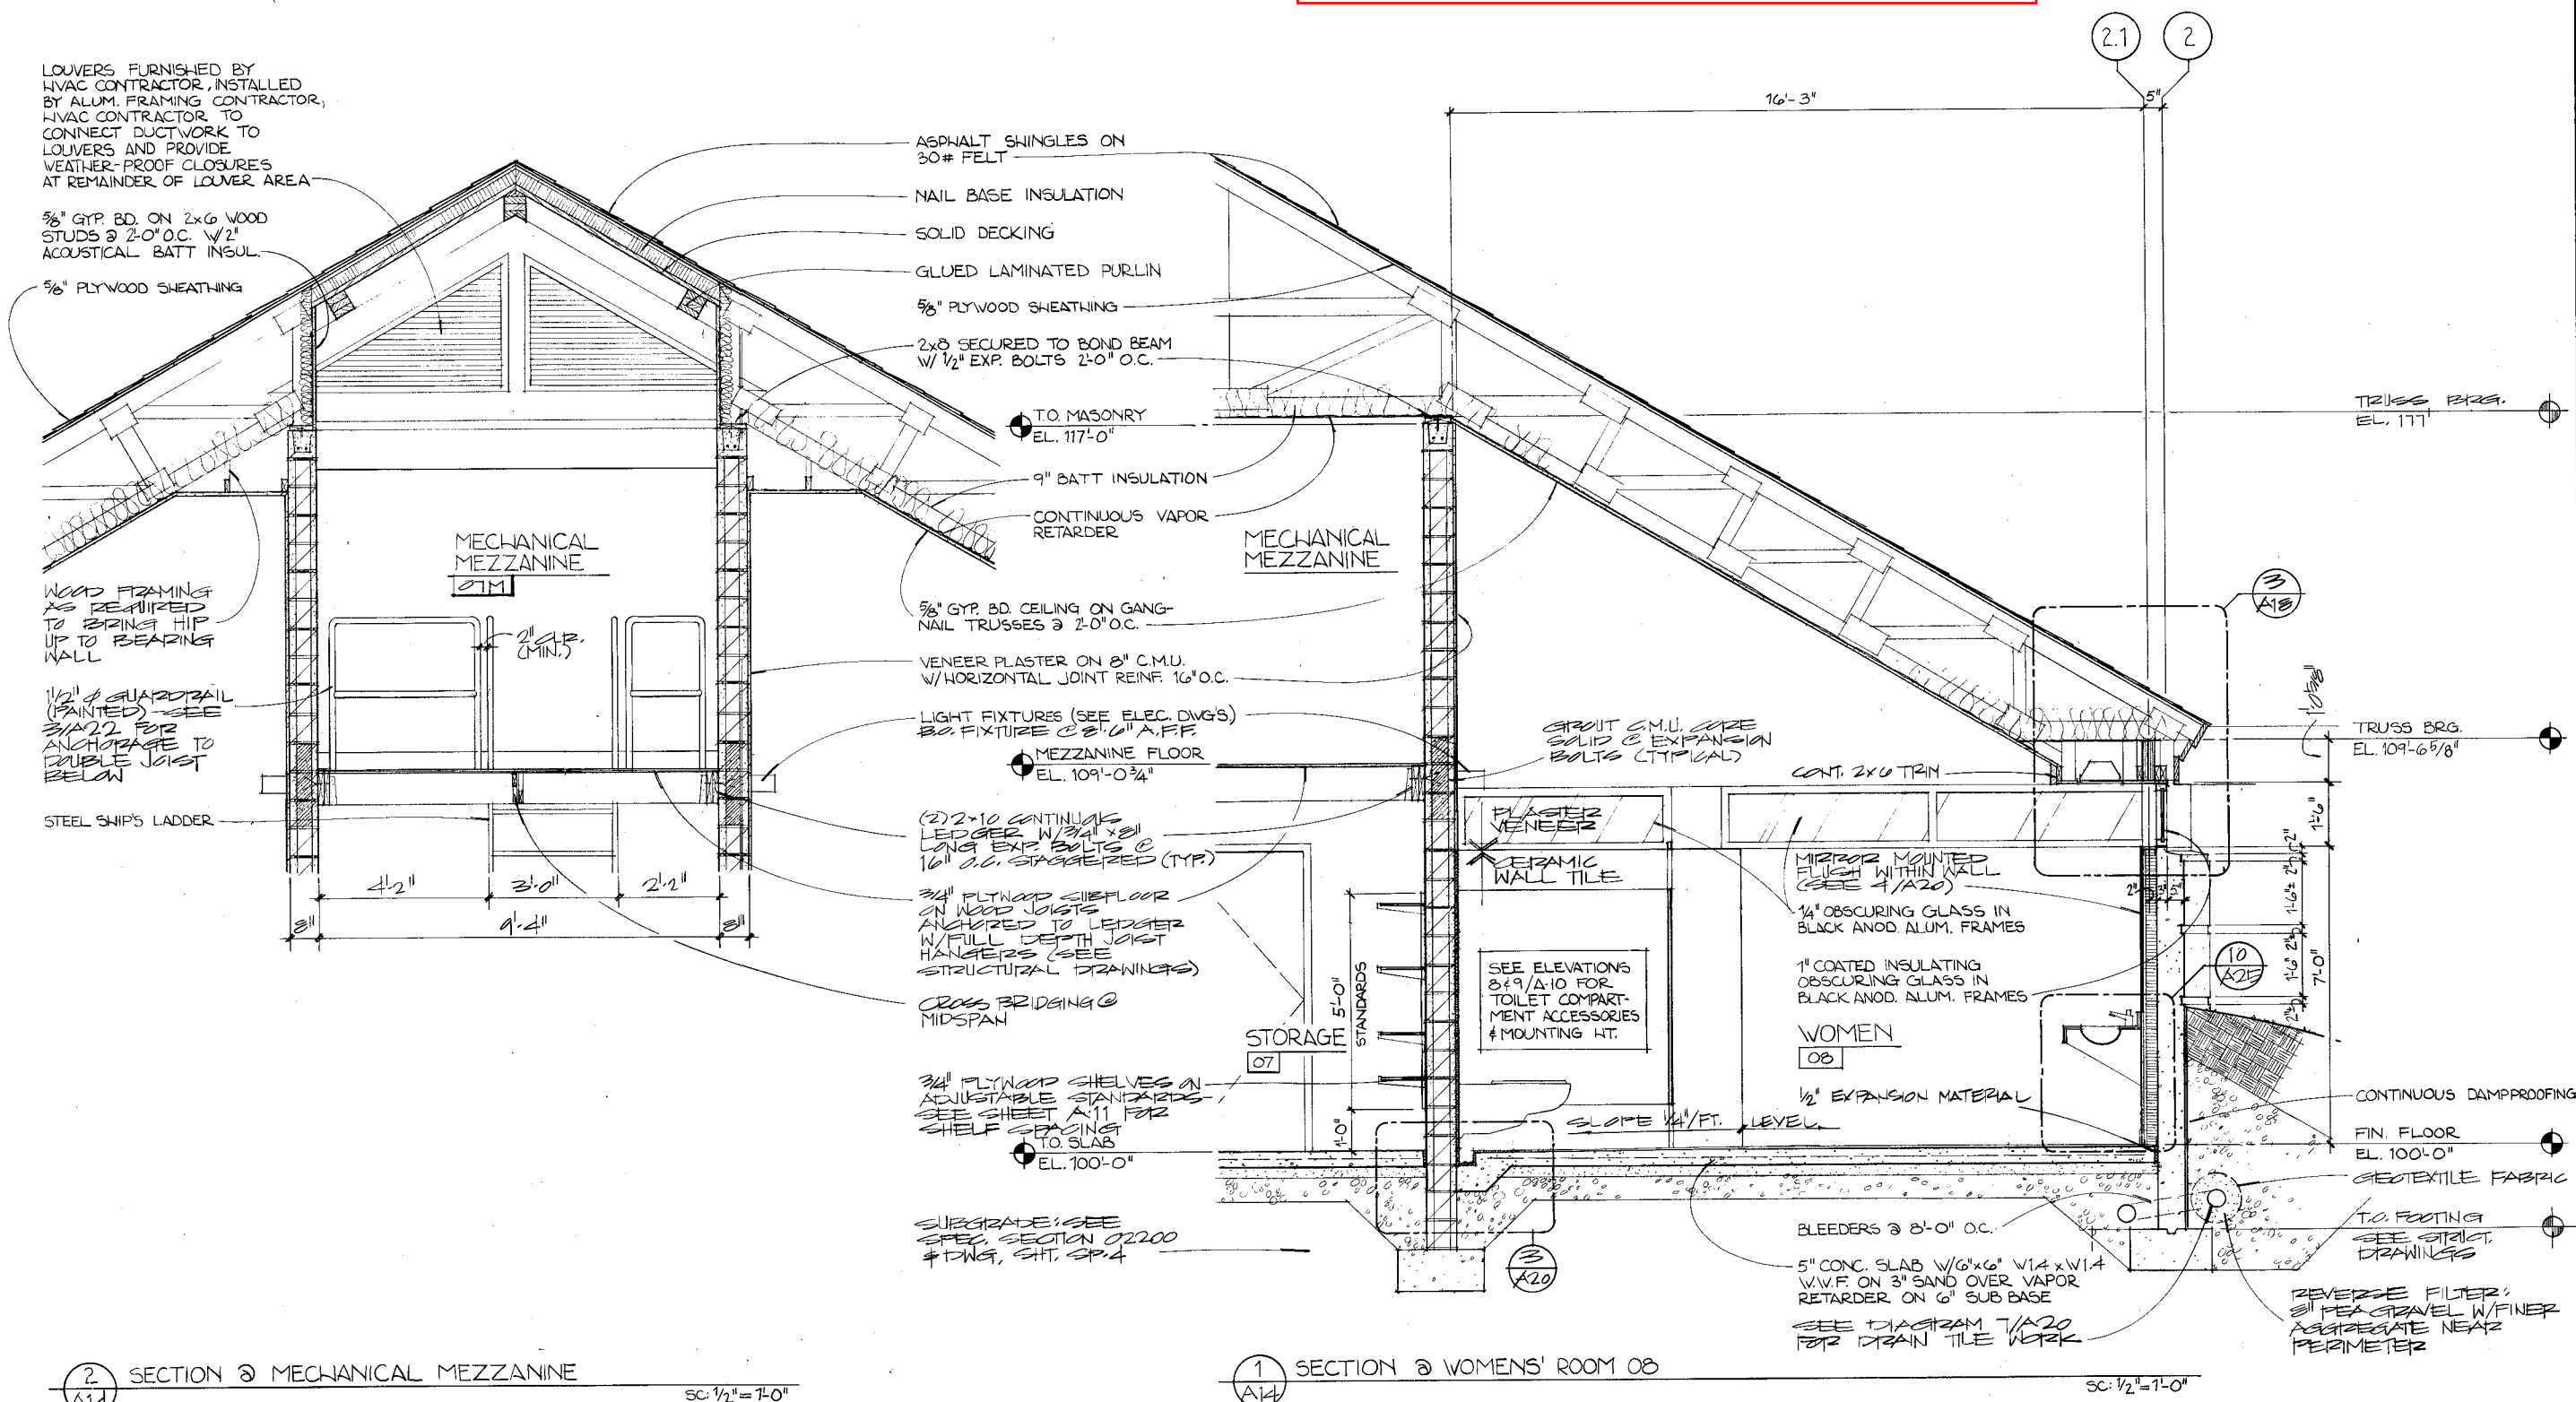 LOUVERS FURNISHED BY
HVAC CONTRACTOR, INSTALLED
BY ALUM. FRAMING CONTRACTOR,
HVAC CONTRACTOR TO
CONNECT DUCTWORK TO
LOUVERS AND PROVIDE
WEATHER-PROOF CLOSURES
AT REMAINDER OF LOUVER AREA
5/8" GYP. BD. ON 2x6 WOOD
STUDS @ 2'-0" O.C. W/2"
ACOUSTICAL BATT INSUL.
5/8" PLYWOOD SHEATHING
WOOD FRAMING
AS REQUIRED
TO BRING HIP
UP TO BEARING
WALL
1 1/2" ϕ GUARDRAIL
(PAINTED) - SEE
3/A22 FOR
ANCHORAGE TO
DOUBLE JOIST
BELOW
STEEL SHIP'S LADDER
MECHANICAL
MEZZANINE
07M
2" CLR.
(MIN.)
4'-2"
3'-0"
2'-2"
8"
9'-4"
8"
2
A14
SECTION @ MECHANICAL MEZZANINE
SC: 1/2" = 1'-0"
ASPHALT SHINGLES ON
30# FELT
NAIL BASE INSULATION
SOLID DECKING
GLUED LAMINATED PURLIN
5/8" PLYWOOD SHEATHING
2x8 SECURED TO BOND BEAM
W/ 1/2" EXP. BOLTS 2'-0" O.C.
T.O. MASONRY
EL. 117'-0"
9" BATT INSULATION
CONTINUOUS VAPOR
RETARDER
5/8" GYP. BD. CEILING ON GANG-
NAIL TRUSSES @ 2'-0" O.C.
VENEER PLASTER ON 8" C.M.U.
W/ HORIZONTAL JOINT REINF. 16" O.C.
LIGHT FIXTURES (SEE ELEC. DWG'S)
B.O. FIXTURE @ 8'-6" A.F.F.
MEZZANINE FLOOR
EL. 109'-0 3/4"
(2) 2x10 CONTINUOUS
LEDGER W/ 3/4" x 8"
LONG EXP. BOLTS @
16" O.C. STAGGERED (TYP.)
3/4" PLYWOOD SUBFLOOR
ON WOOD JOISTS
ANCHORED TO LEDGER
W/FULL DEPTH JOIST
HANGERS (SEE
STRUCTURAL DRAWINGS)
CROSS BRIDGING @
MIDSPAN
3/4" PLYWOOD SHELVES ON
ADJUSTABLE STANDARDS-
SEE SHEET A-11 FOR
SHELF SPACING
T.O. SLAB
EL. 100'-0"
SUBGRADE: SEE
SPEC. SECTION 02200
& DWG. SHT. SP-4
2.1
2
16'-3"
5"
MECHANICAL
MEZZANINE
GROUT C.M.U. CORE
SOLID @ EXPANSION
BOLTS (TYPICAL)
CONT. 2x6 TRIM
PLASTER
VENEER
CERAMIC
WALL TILE
MIRROR MOUNTED
FLUSH WITHIN WALL
(SEE 4/A20)
1/4" OBSCURING GLASS IN
BLACK ANOD. ALUM. FRAMES
1" COATED INSULATING
OBSCURING GLASS IN
BLACK ANOD. ALUM. FRAMES
SEE ELEVATIONS
8&9/A-10 FOR
TOILET COMPART-
MENT ACCESSORIES
& MOUNTING HT.
5'-0"
STANDARDS
1'-0"
STORAGE
07
WOMEN
08
1/2" EXPANSION MATERIAL
SLOPE 1/4"/FT.
LEVEL
BLEEDERS @ 8'-0" O.C.
5" CONC. SLAB W/6"x6" W1.4 x W1.4
W.W.F. ON 3" SAND OVER VAPOR
RETARDER ON 6" SUB BASE
SEE DIAGRAM 7/A20
FOR DRAIN TILE WORK
3
A20
3
A18
10
A25
TRUSS BRG.
EL. 117'
1'-0 5/8"
TRUSS BRG.
EL. 109'-6 5/8"
1'-6"
2"
1'-6"±
2"
2"
1'-6"
2"
7'-0"
2"
3"
5"
CONTINUOUS DAMPPROOFING
FIN. FLOOR
EL. 100'-0"
GEOTEXTILE FABRIC
T.O. FOOTING
SEE STRUCT.
DRAWINGS
REVERSE FILTER:
8" PEA GRAVEL W/FINER
AGGREGATE NEAR
PERIMETER
1
A14
SECTION @ WOMENS' ROOM 08
SC: 1/2" = 1'-0"